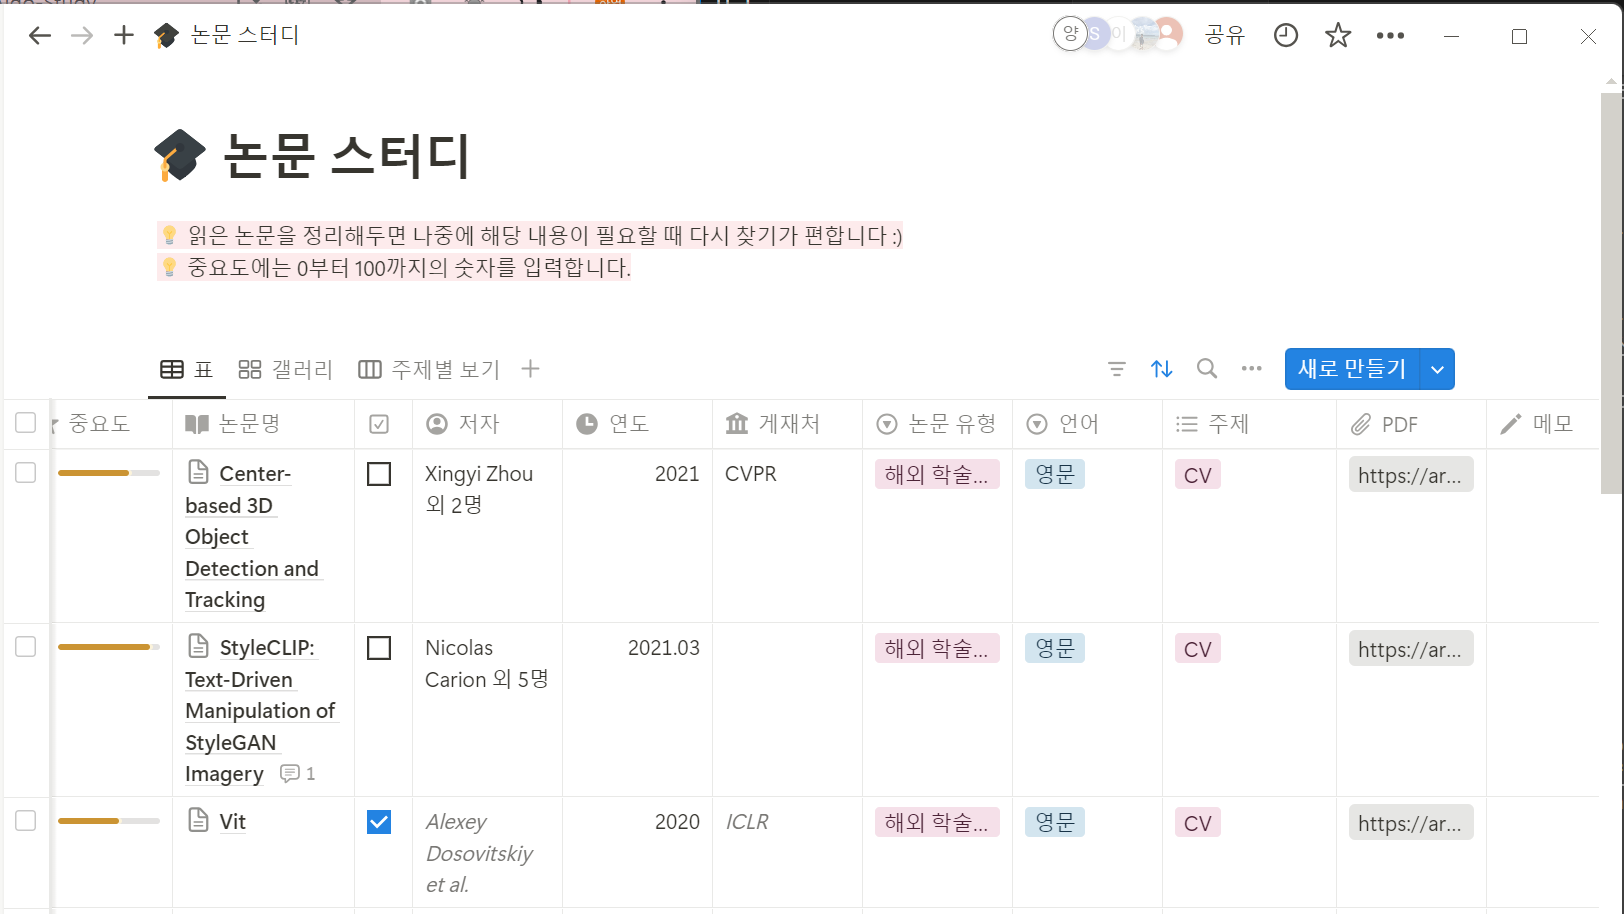 논문 스터디
양 S 이 공유
논문 스터디
읽은 논문을 정리해두면 나중에 해당 내용이 필요할 때 다시 찾기가 편합니다 :)
중요도에는 0부터 100까지의 숫자를 입력합니다.
표 갤러리 주제별 보기
새로 만들기
중요도 논문명 저자 연도 게재처 논문 유형 언어 주제 PDF 메모
Center-
based 3D
Object
Detection and
Tracking
Xingyi Zhou
외 2명
2021
CVPR
해외 학술...
영문
CV
https://ar...
StyleCLIP:
Text-Driven
Manipulation of
StyleGAN
Imagery 1
Nicolas
Carion 외 5명
2021.03
해외 학술...
영문
CV
https://ar...
Vit
Alexey
Dosovitskiy
et al.
2020
ICLR
해외 학술...
영문
CV
https://ar...